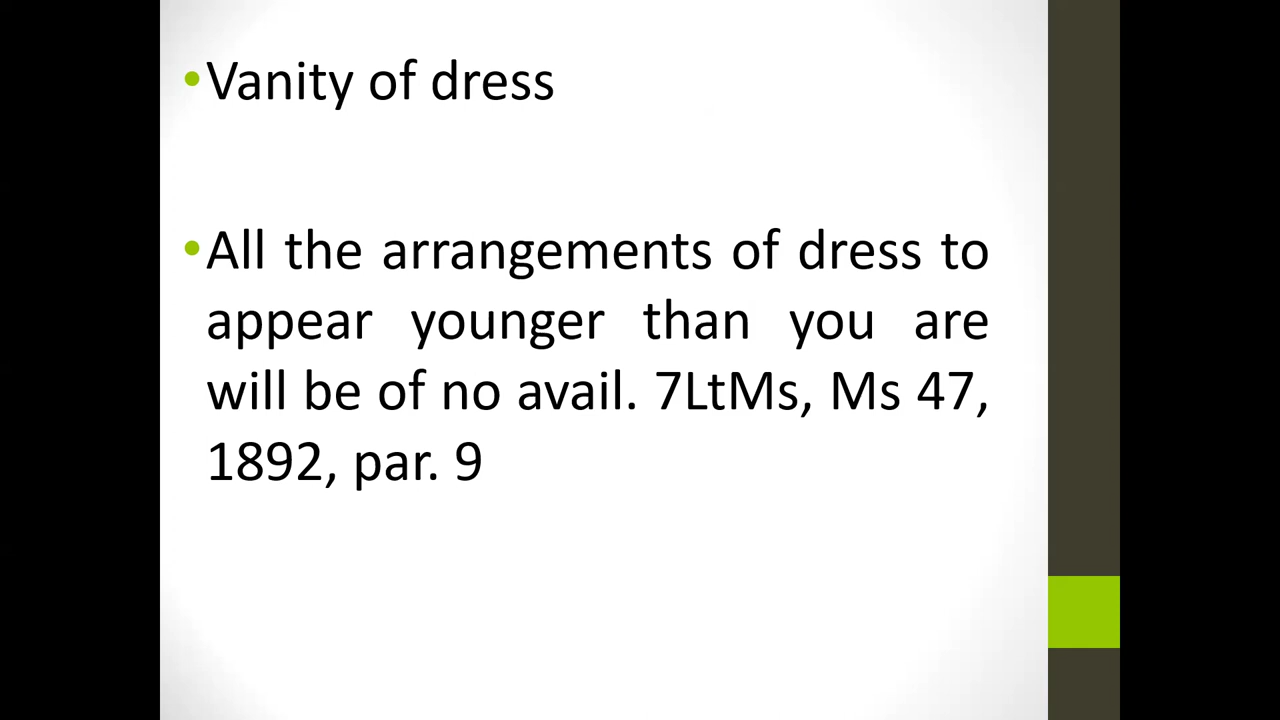 •Vanity of dress
•All the arrangements of dress to
appear younger than you are
will be of no avail. 7LtMs, Ms 47,
1892, par. 9